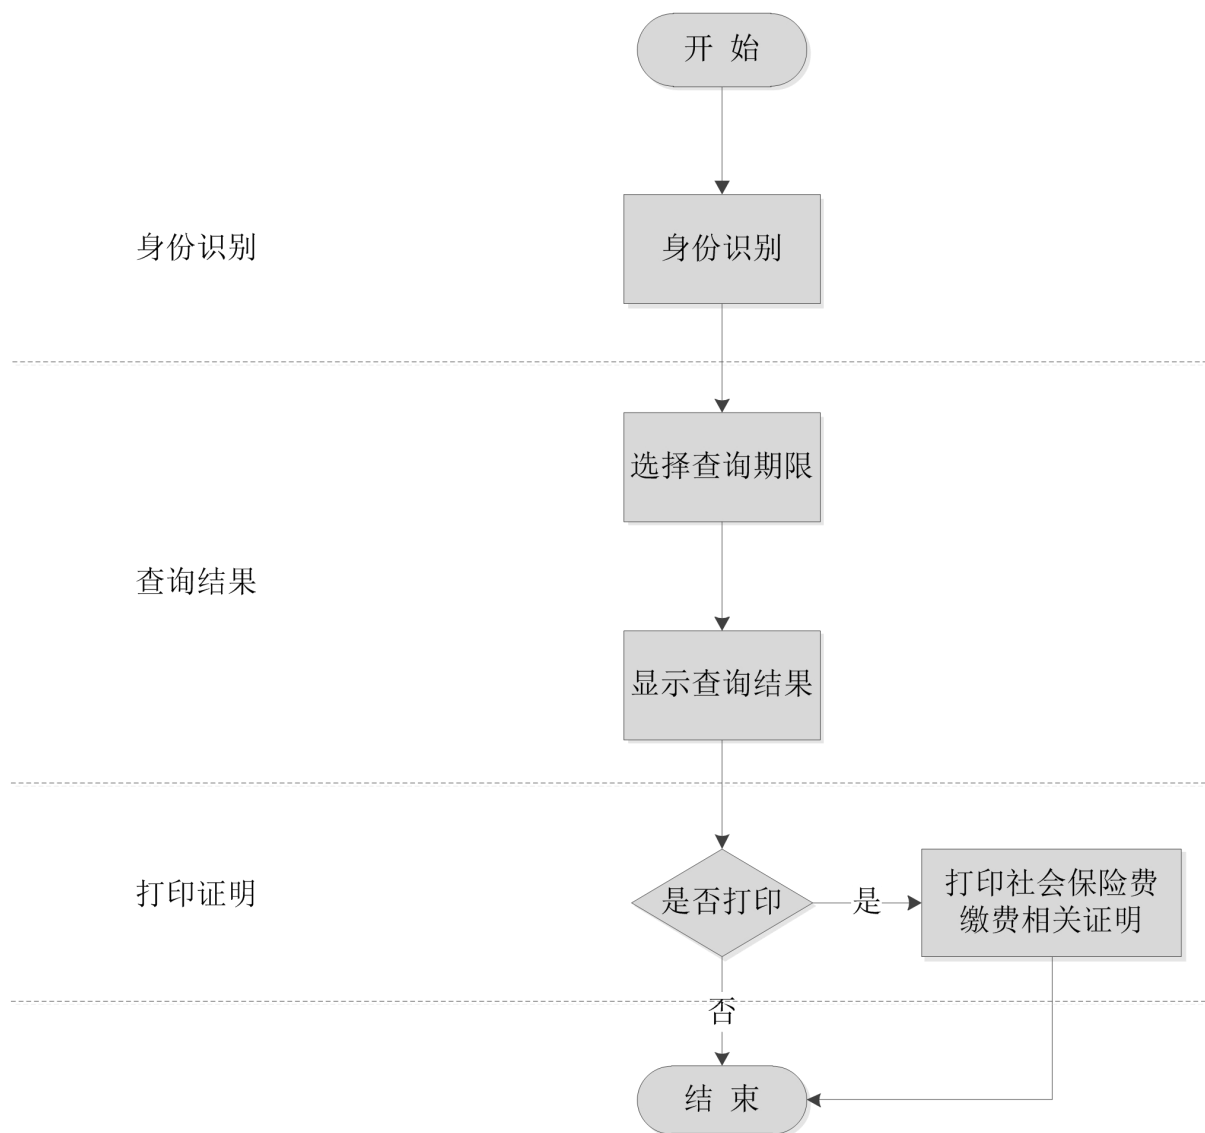 开 始
身份识别
身份识别
选择查询期限
查询结果
显示查询结果
打印证明
是否打印
是
打印社会保险费
缴费相关证明
否
结 束